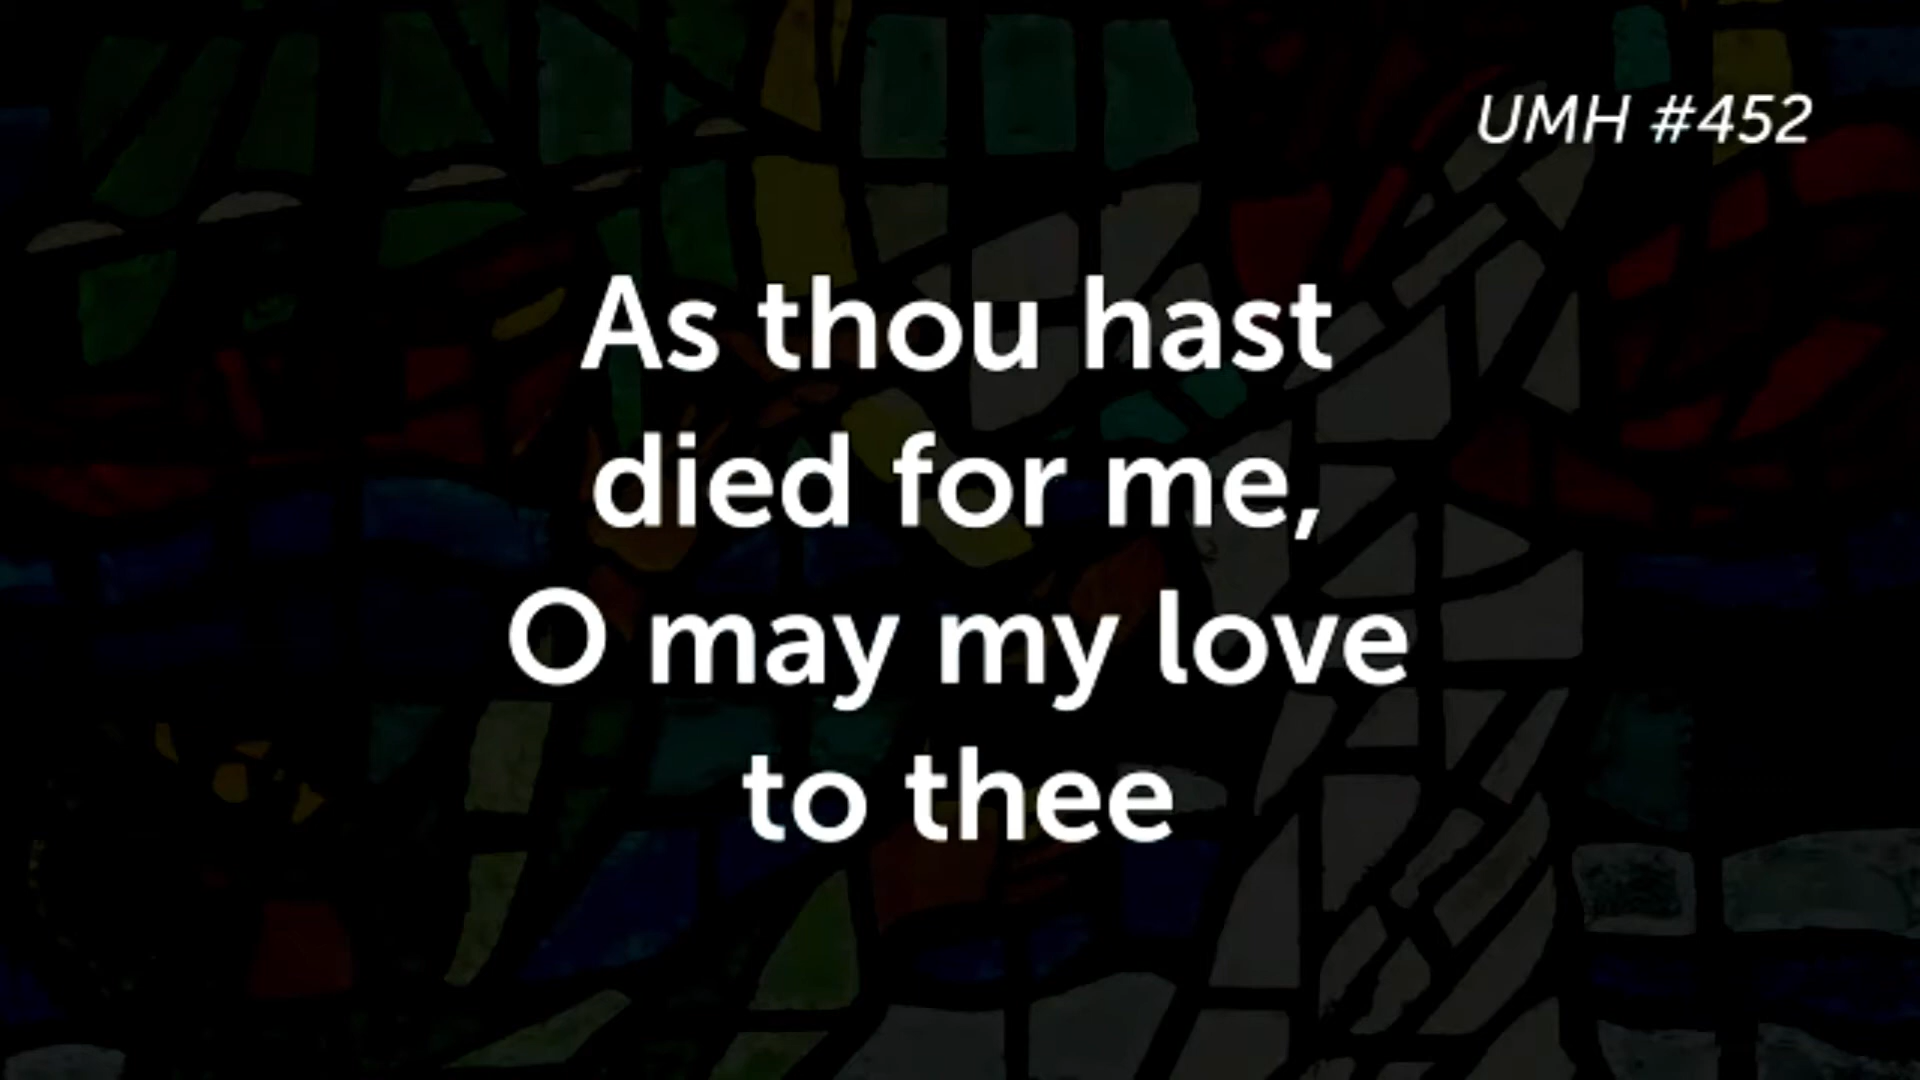 UMH #452
As thou hast
died for me,
O may my love
to thee